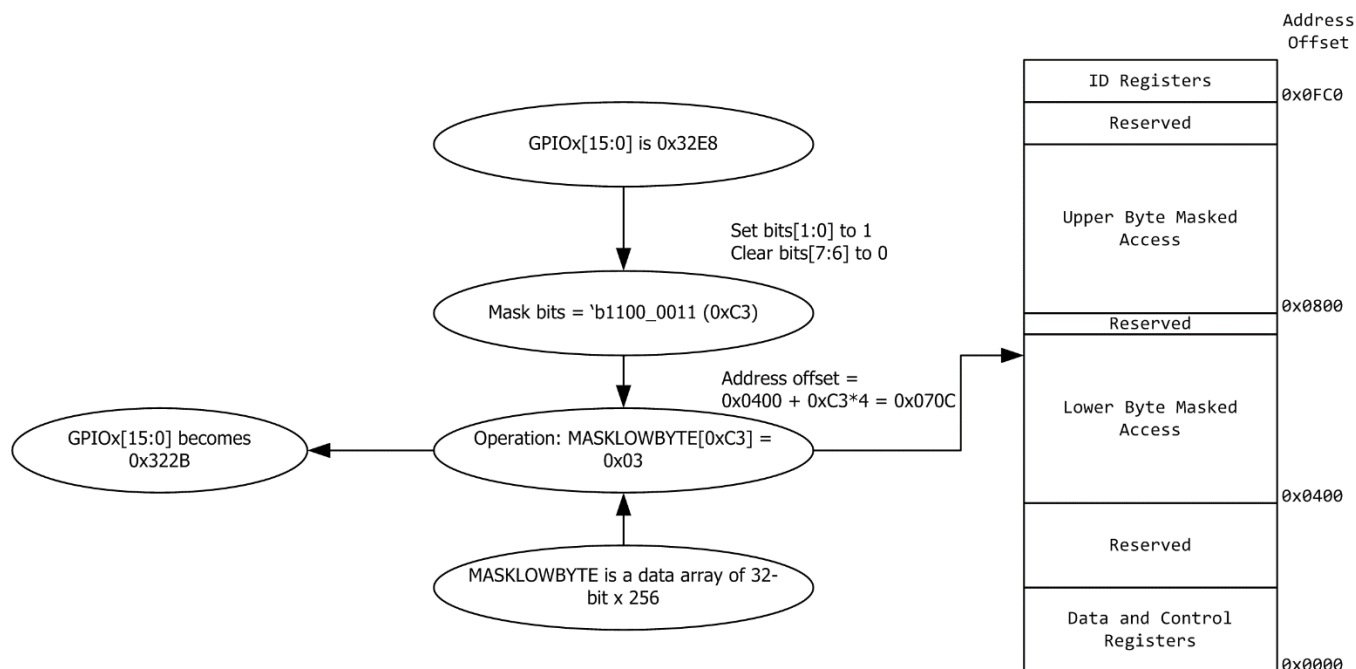 Address
Offset
ID Registers
0x0FC0
Reserved
GPIOx[15:0] is 0x32E8
Upper Byte Masked
Access
Set bits[1:0] to 1
Clear bits[7:6] to 0
Mask bits = ‘b1100_0011 (0xC3)
0x0800
Reserved
Address offset =
0x0400 + 0xC3*4 = 0x070C
Lower Byte Masked
Access
GPIOx[15:0] becomes
0x322B
Operation: MASKLOWBYTE[0xC3] =
0x03
0x0400
Reserved
MASKLOWBYTE is a data array of 32-
bit x 256
Data and Control
Registers
0x0000